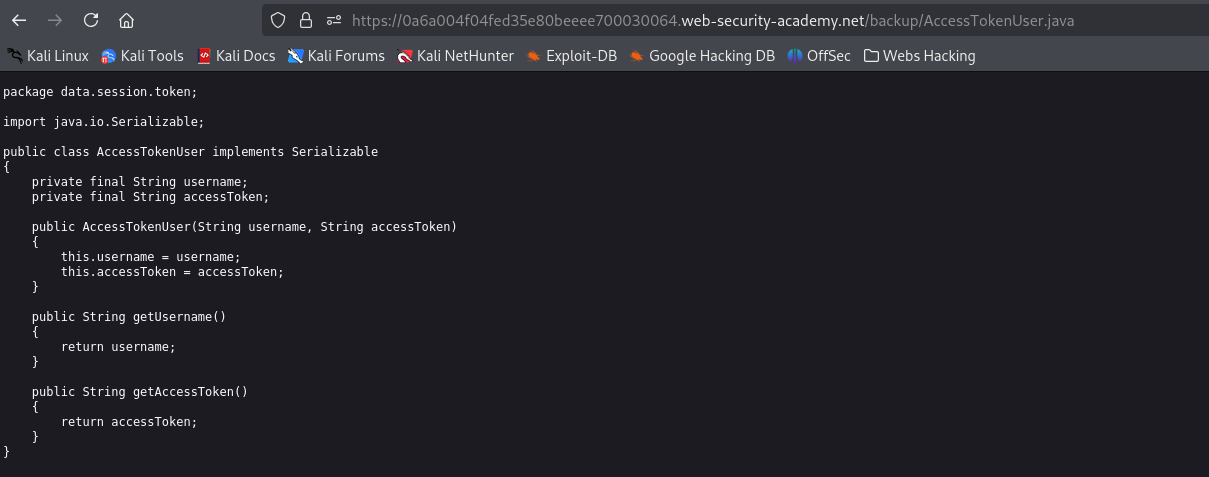 https://0a6a004f04fed35e80beeee700030064.web-security-academy.net/backup/AccessTokenUser.java
Kali Linux Kali Tools Kali Docs Kali Forums Kali NetHunter Exploit-DB Google Hacking DB OffSec Webs Hacking
package data.session.token;
import java.io.Serializable;
public class AccessTokenUser implements Serializable
{
    private final String username;
    private final String accessToken;
    public AccessTokenUser(String username, String accessToken)
    {
        this.username = username;
        this.accessToken = accessToken;
    }
    public String getUsername()
    {
        return username;
    }
    public String getAccessToken()
    {
        return accessToken;
    }
}